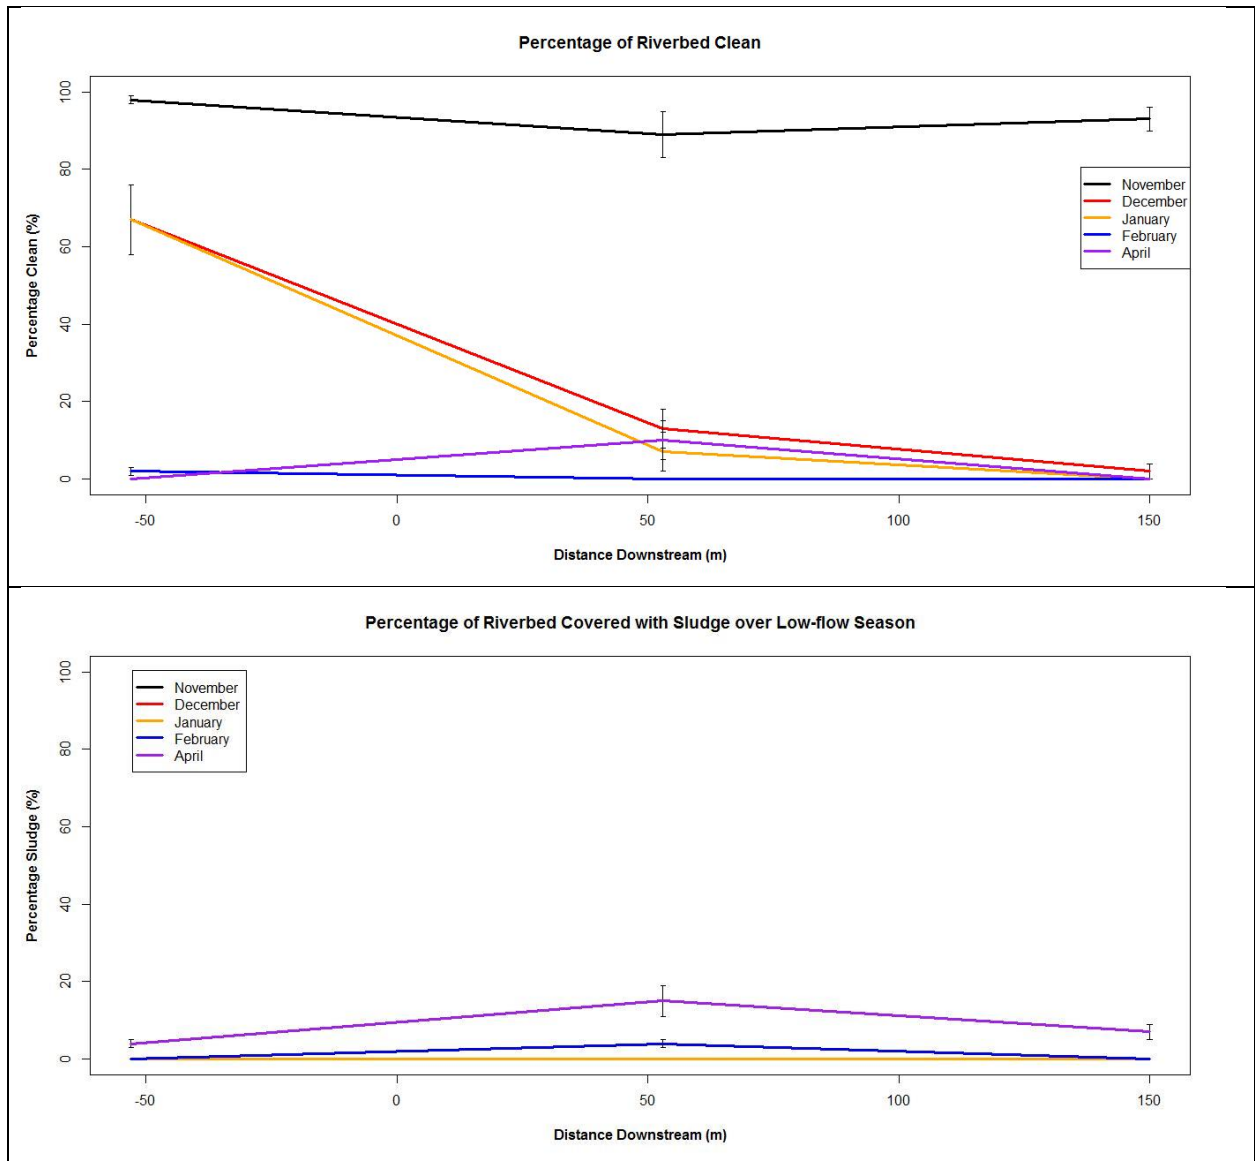 Percentage of Riverbed Clean
Percentage Clean (%)
100
80
60
40
20
0
November
December
January
February
April
-50 0 50 100 150
Distance Downstream (m)
Percentage of Riverbed Covered with Sludge over Low-flow Season
Percentage Sludge (%)
100
80
60
40
20
0
November
December
January
February
April
-50 0 50 100 150
Distance Downstream (m)